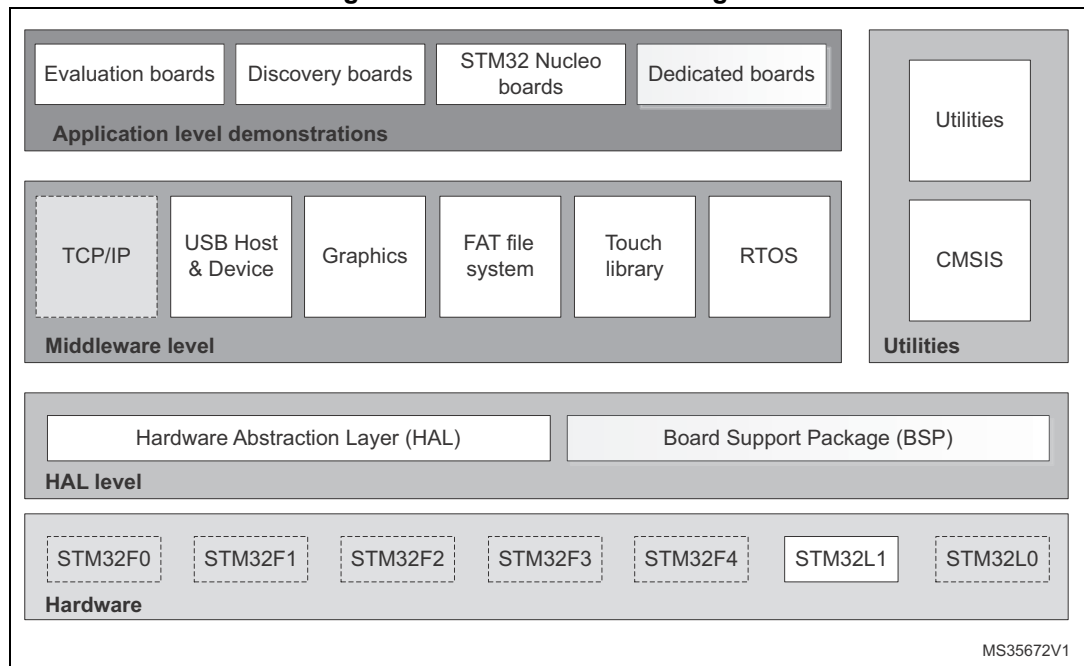 Evaluation boards
Discovery boards
STM32 Nucleo
boards
Dedicated boards
Application level demonstrations
Utilities
CMSIS
Utilities
TCP/IP
USB Host
& Device
Graphics
FAT file
system
Touch
library
RTOS
Middleware level
Hardware Abstraction Layer (HAL)
Board Support Package (BSP)
HAL level
STM32F0
STM32F1
STM32F2
STM32F3
STM32F4
STM32L1
STM32L0
Hardware
MS35672V1